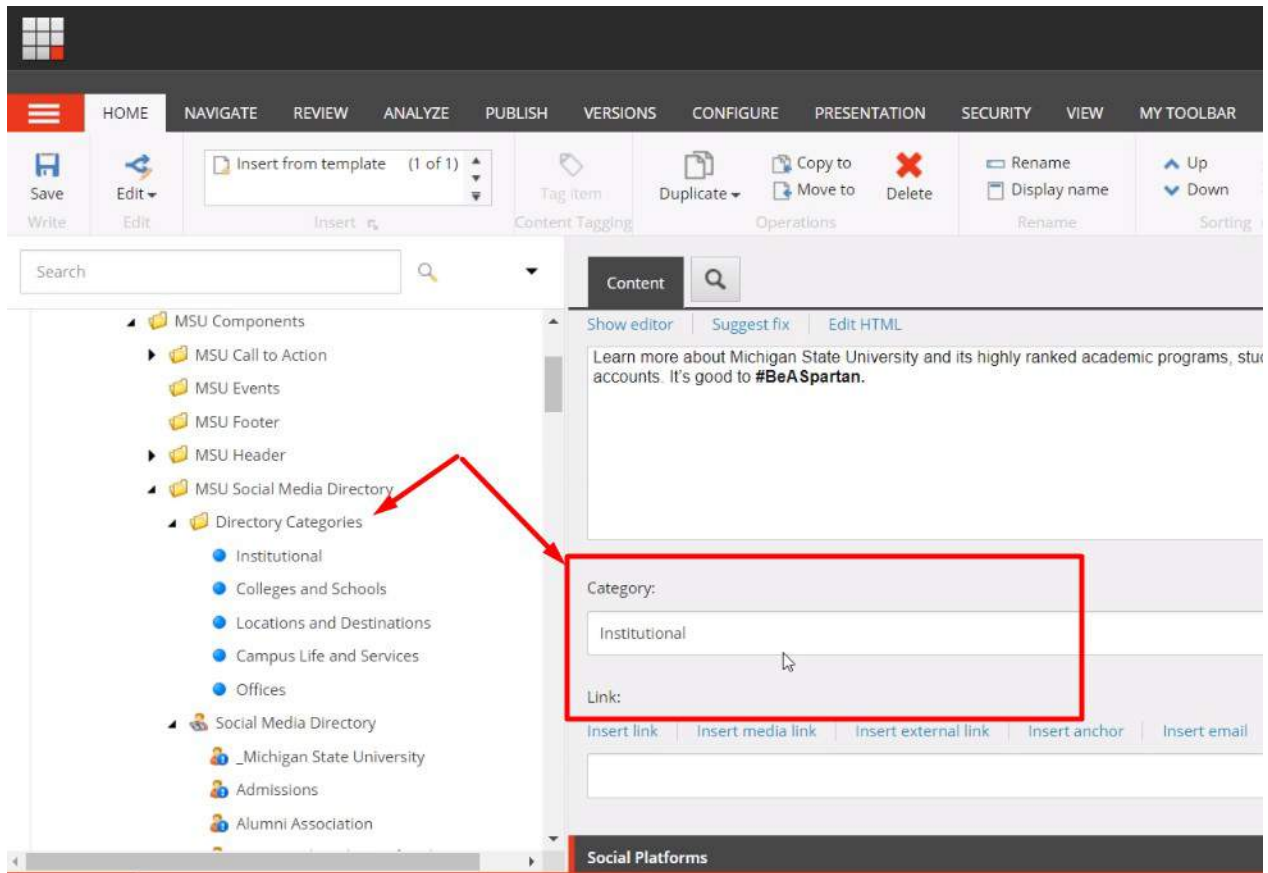 HOME NAVIGATE REVIEW ANALYZE PUBLISH VERSIONS CONFIGURE PRESENTATION SECURITY VIEW MY TOOLBAR
Save
Write
Edit
Edit
Insert from template (1 of 1)
Insert
Tag item
Content Tagging
Duplicate
Copy to
Move to
Delete
Operations
Rename
Display name
Rename
Up
Down
Sorting
Search
MSU Components
MSU Call to Action
MSU Events
MSU Footer
MSU Header
MSU Social Media Directory
Directory Categories
Institutional
Colleges and Schools
Locations and Destinations
Campus Life and Services
Offices
Social Media Directory
_Michigan State University
Admissions
Alumni Association
Content
Show editor Suggest fix Edit HTML
Learn more about Michigan State University and its highly ranked academic programs,
accounts. It's good to #BeASpartan.
Category:
Institutional
Link:
Insert link Insert media link Insert external link Insert anchor Insert email
Social Platforms